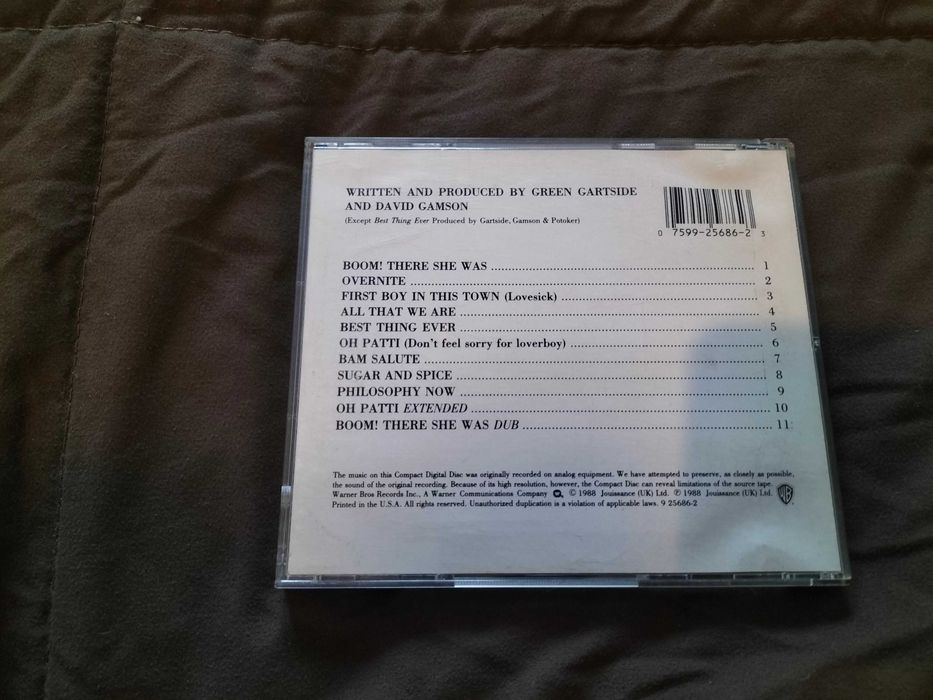 WRITTEN AND PRODUCED BY GREEN GARTSIDE
AND DAVID GAMSON
(Except Best Thing Ever Produced by Gartside, Gamson & Potoker)
0 7599-25686-2 3
BOOM! THERE SHE WAS ........ 1
OVERNITE ........ 2
FIRST BOY IN THIS TOWN (Lovesick) ........ 3
ALL THAT WE ARE ........ 4
BEST THING EVER ........ 5
OH PATTI (Don't feel sorry for loverboy) ........ 6
BAM SALUTE ........ 7
SUGAR AND SPICE ........ 8
PHILOSOPHY NOW ........ 9
OH PATTI EXTENDED ........ 10
BOOM! THERE SHE WAS DUB ........ 11
The music on this Compact Digital Disc was originally recorded on analog equipment. We have attempted to preserve, as closely as possible,
the sound of the original recording. Because of its high resolution, however, the Compact Disc can reveal limitations of the source tape.
Warner Bros Records Inc., A Warner Communications Company © 1988 Jouissance (UK) Ltd. ℗ 1988 Jouissance (UK) Ltd.
Printed in the U.S.A. All rights reserved. Unauthorized duplication is a violation of applicable laws. 9 25686-2